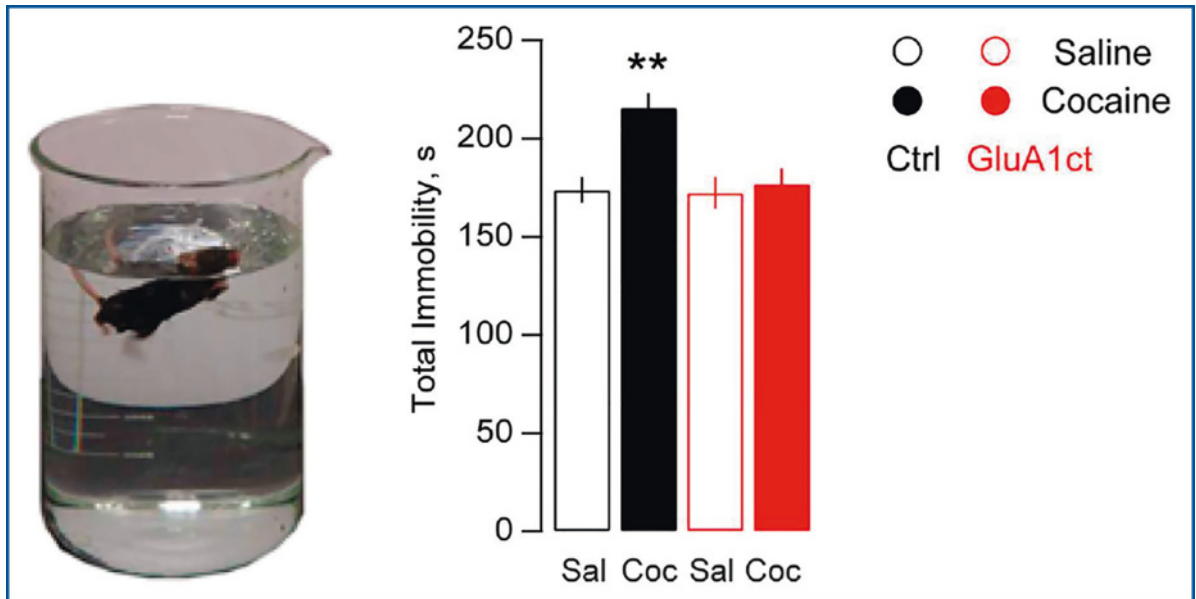 250
200
150
100
50
0
Total Immobility, s
**
Sal Coc Sal Coc
Saline
Cocaine
Ctrl GluA1ct